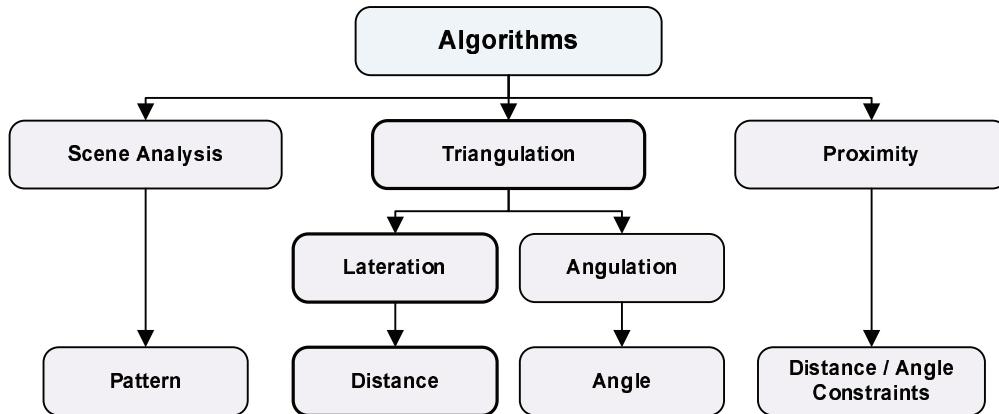 Algorithms
Scene Analysis
Triangulation
Proximity
Lateration
Angulation
Pattern
Distance
Angle
Distance / Angle
Constraints